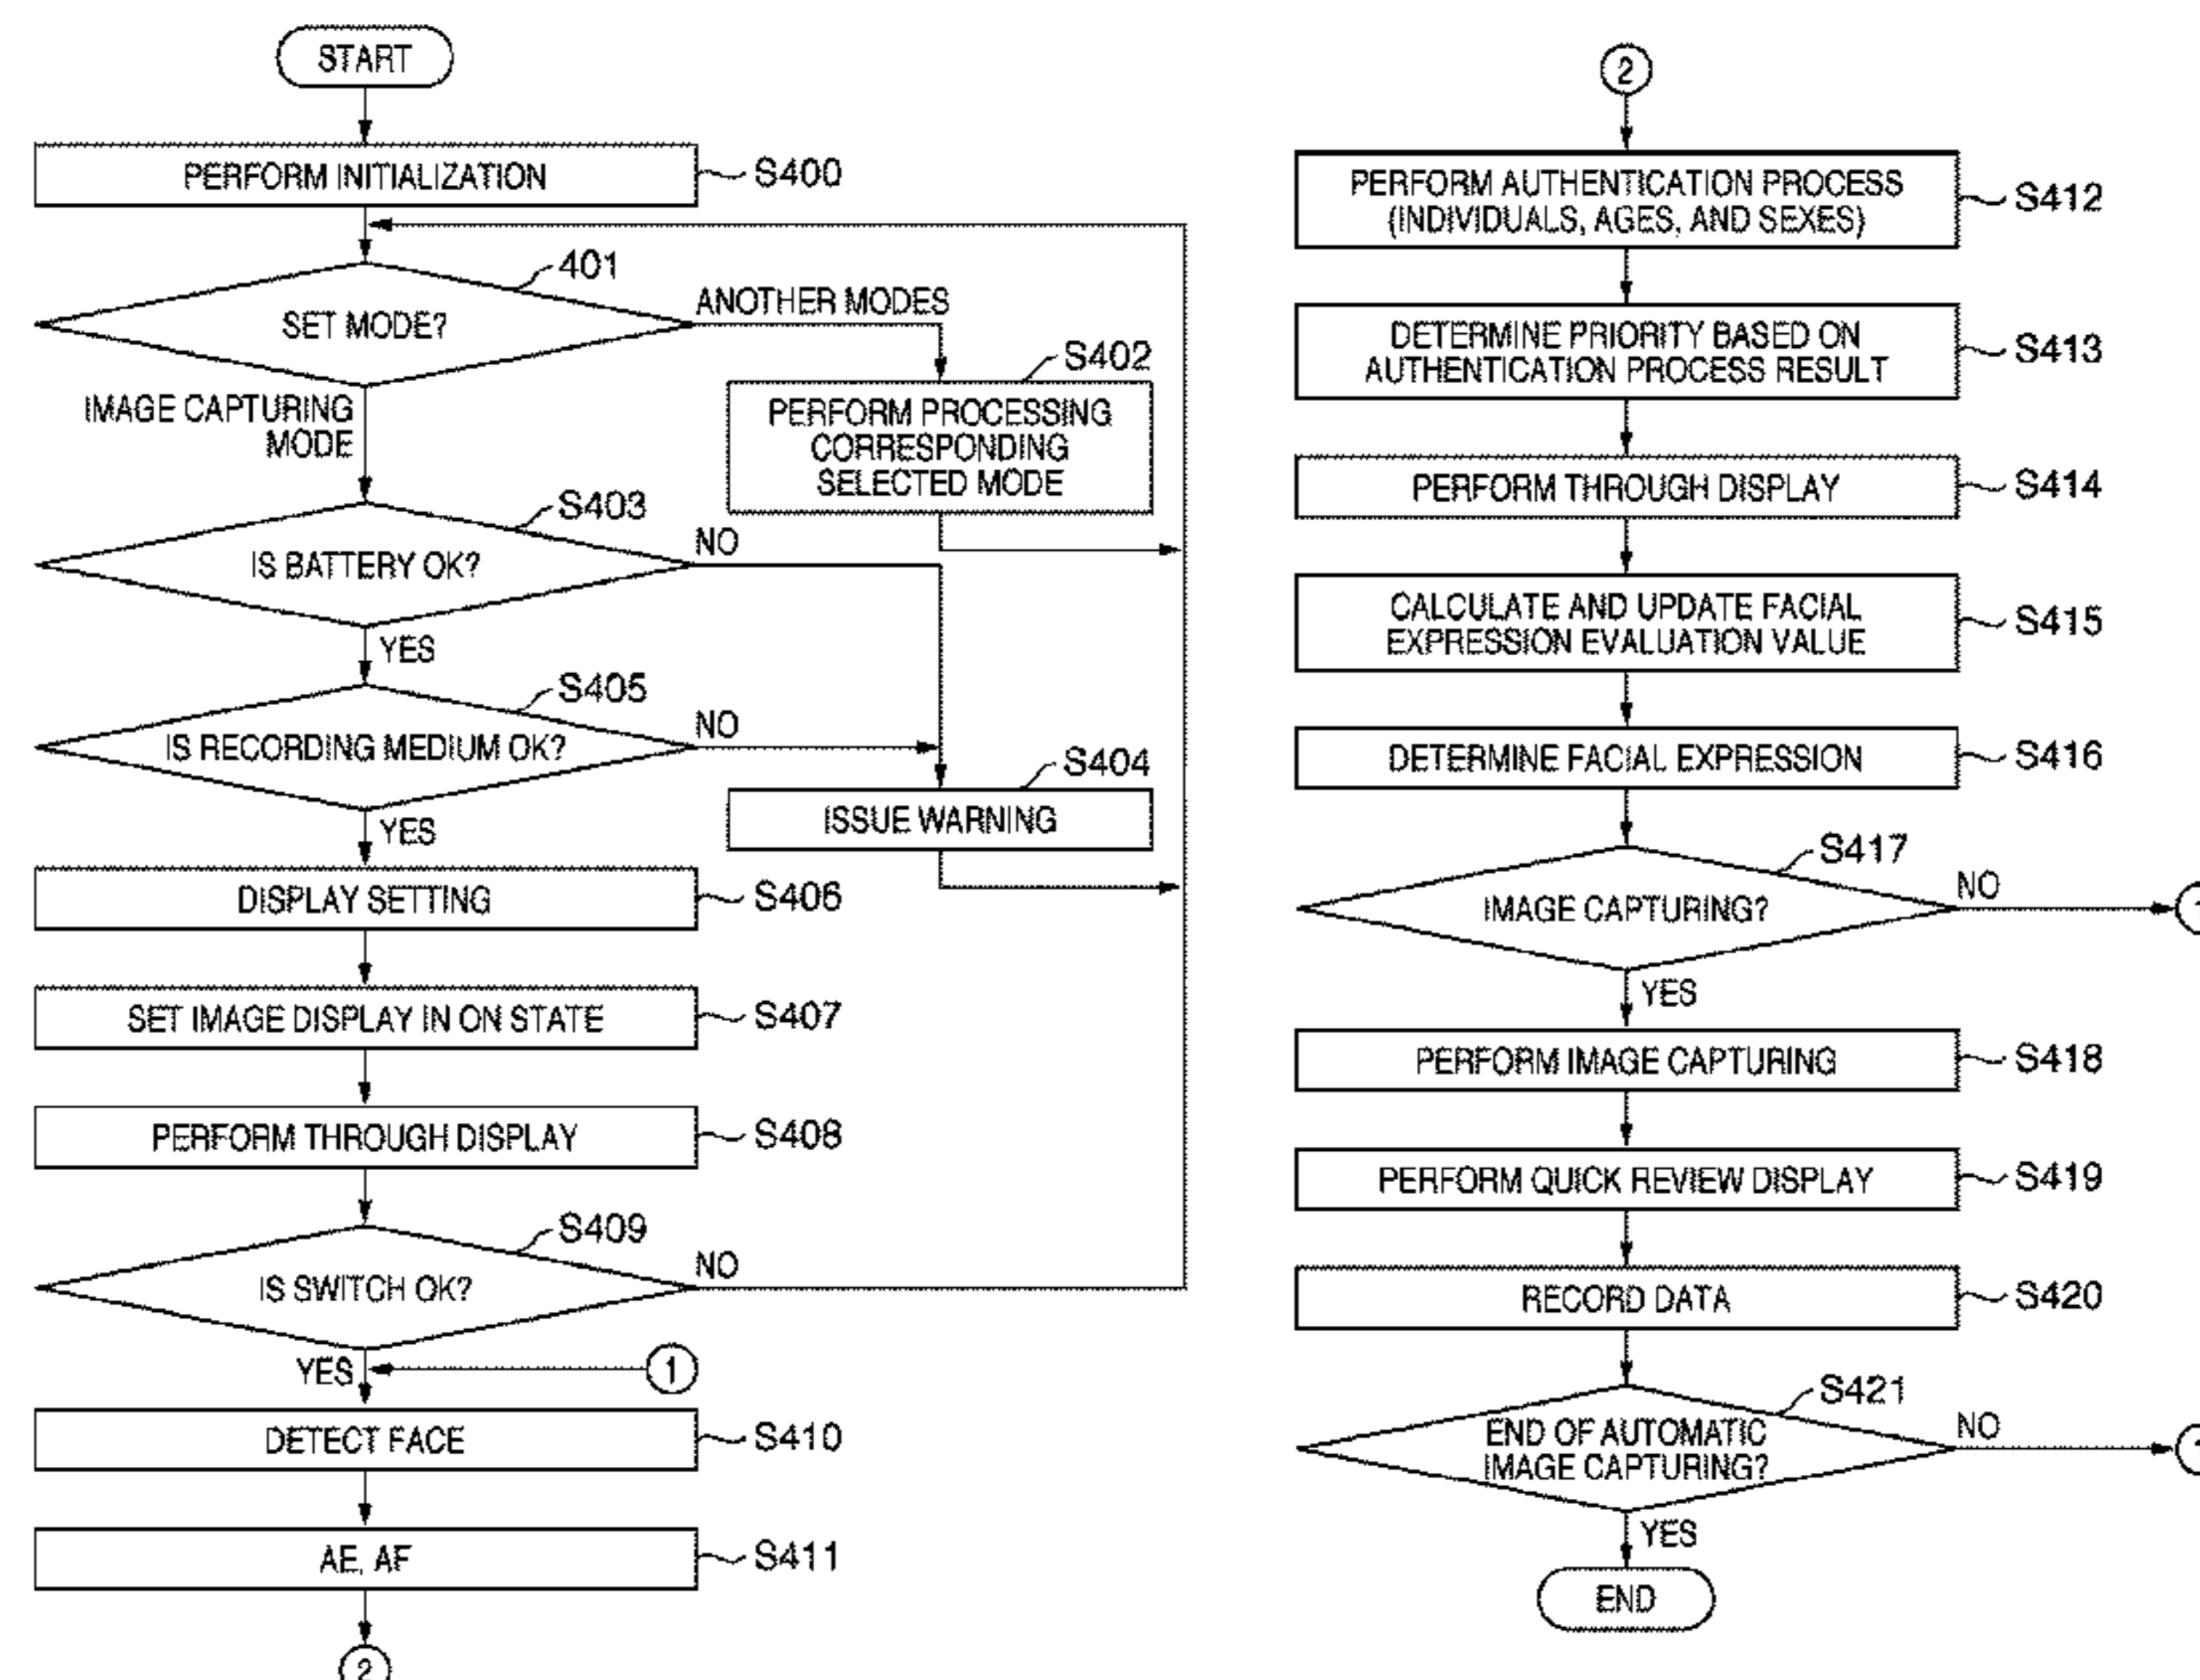 START
PERFORM INITIALIZATION
S400
401
SET MODE?
ANOTHER MODES
S402
PERFORM PROCESSING
CORRESPONDING
SELECTED MODE
IMAGE CAPTURING
MODE
S403
IS BATTERY OK?
NO
YES
S405
IS RECORDING MEDIUM OK?
NO
S404
ISSUE WARNING
YES
DISPLAY SETTING
S406
SET IMAGE DISPLAY IN ON STATE
S407
PERFORM THROUGH DISPLAY
S408
S409
IS SWITCH OK?
NO
YES
1
DETECT FACE
S410
AE, AF
S411
2
2
PERFORM AUTHENTICATION PROCESS
(INDIVIDUALS, AGES, AND SEXES)
S412
DETERMINE PRIORITY BASED ON
AUTHENTICATION PROCESS RESULT
S413
PERFORM THROUGH DISPLAY
S414
CALCULATE AND UPDATE FACIAL
EXPRESSION EVALUATION VALUE
S415
DETERMINE FACIAL EXPRESSION
S416
S417
IMAGE CAPTURING?
NO
YES
PERFORM IMAGE CAPTURING
S418
PERFORM QUICK REVIEW DISPLAY
S419
RECORD DATA
S420
S421
END OF AUTOMATIC
IMAGE CAPTURING?
NO
YES
END